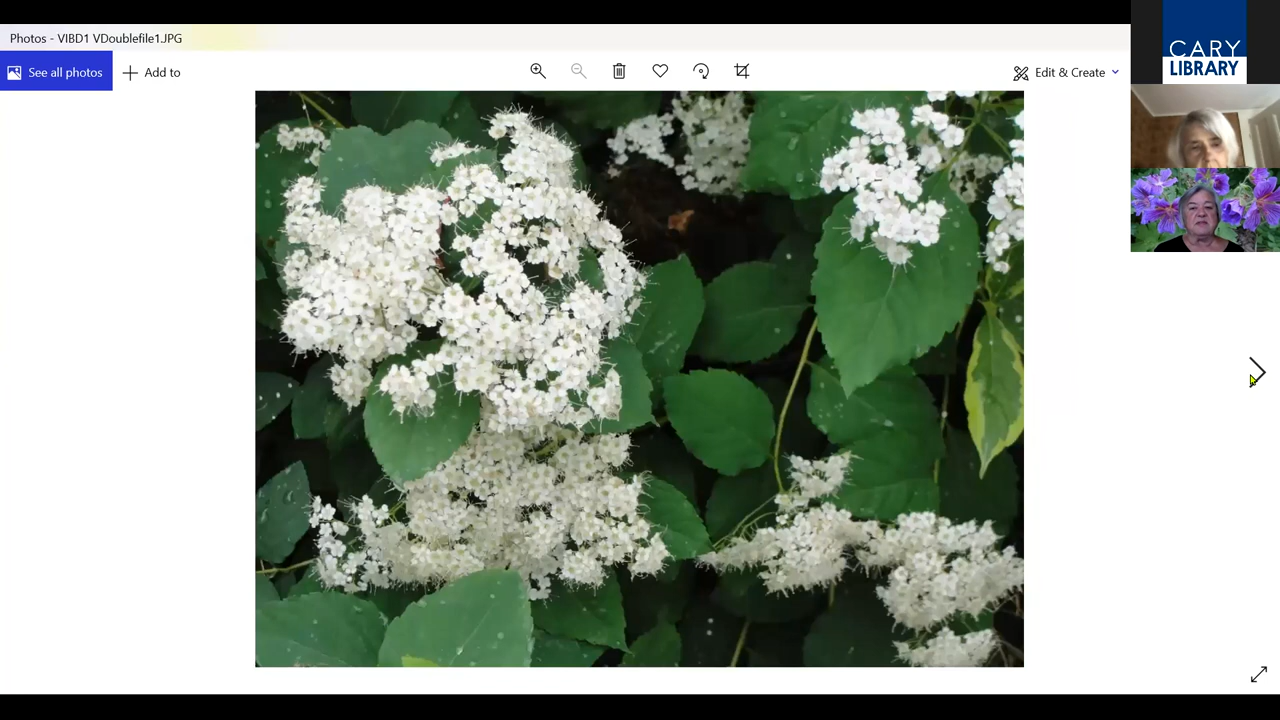 Photos - VIBD1 VDoublefile1.JPG
See all photos
Add to
Edit & Create
CARY
LIBRARY